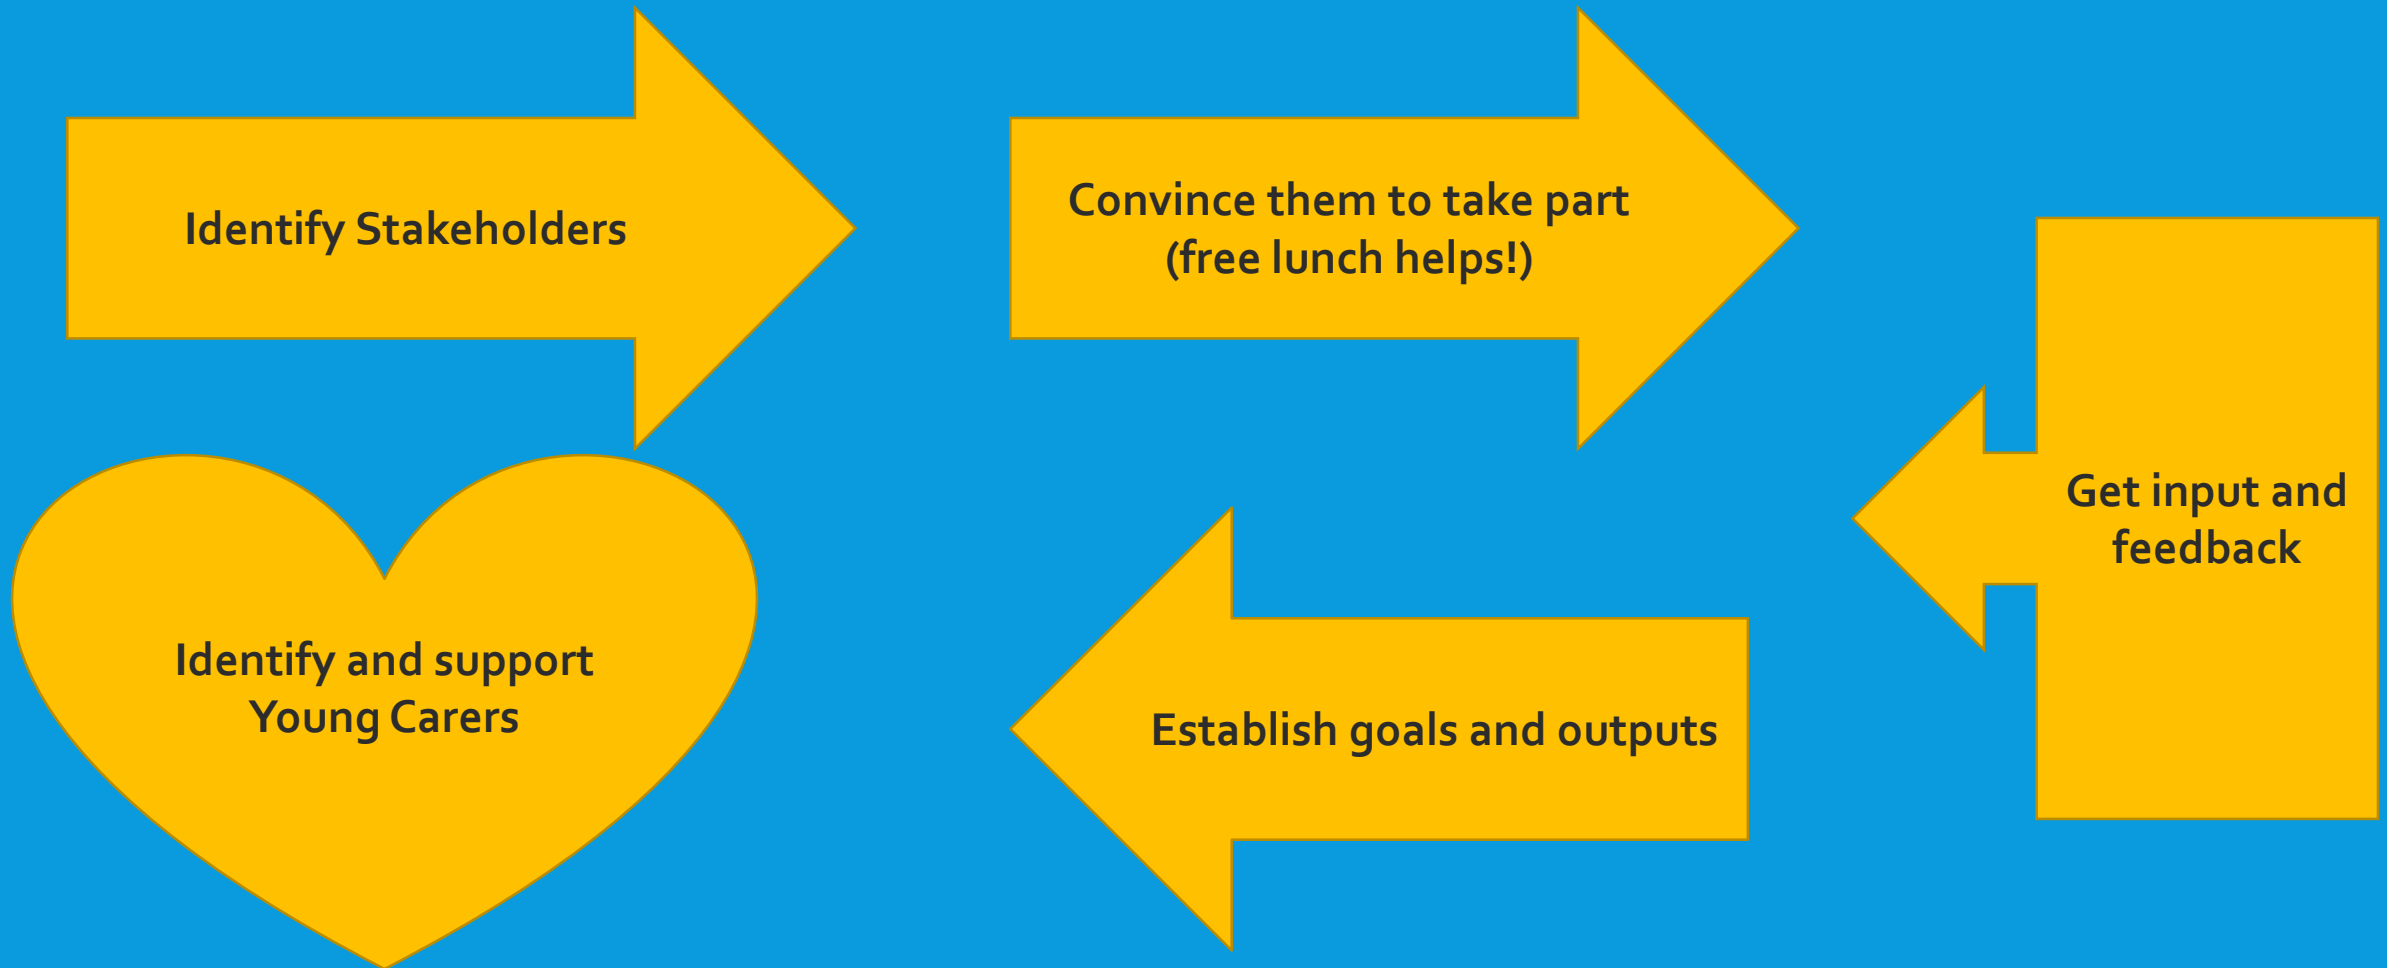 Identify Stakeholders
Convince them to take part
(free lunch helps!)
Get input and
feedback
Establish goals and outputs
Identify and support
Young Carers